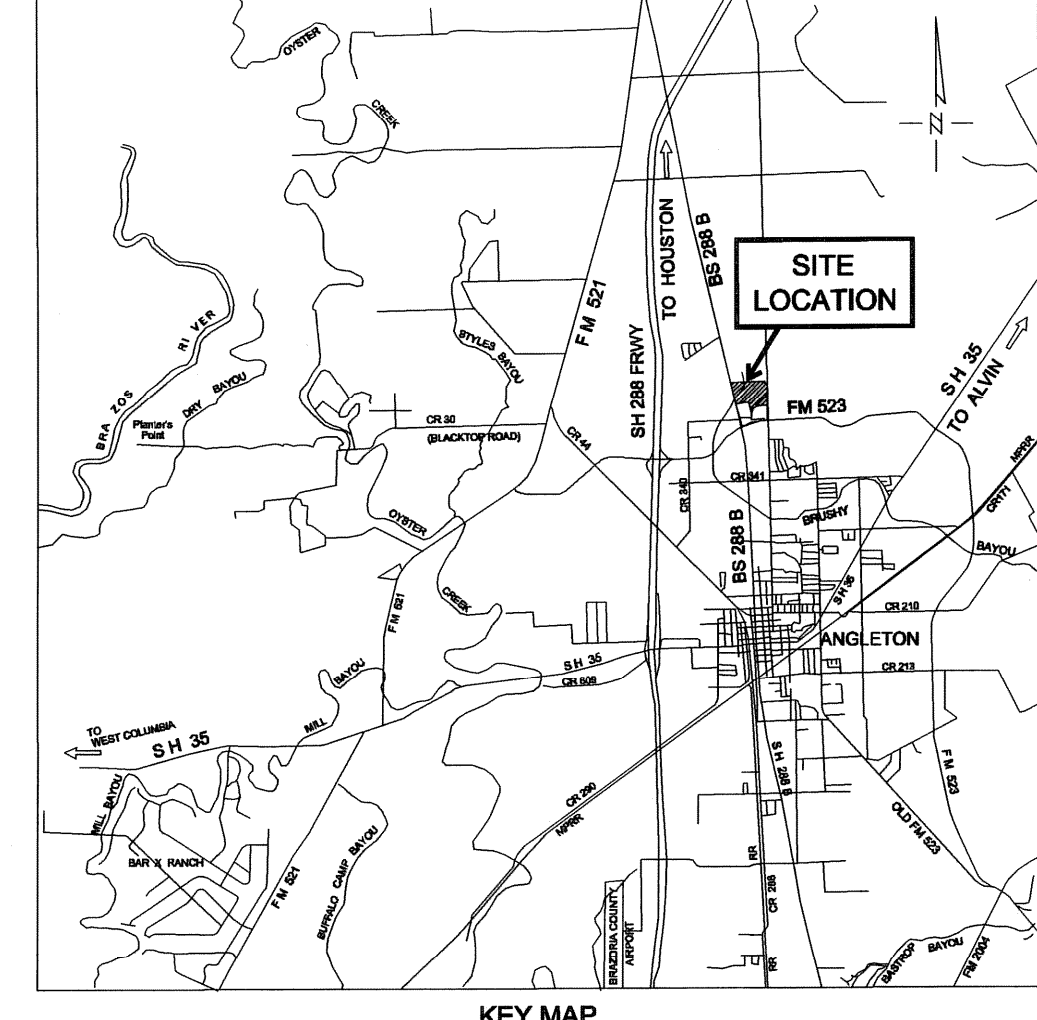 OYSTER
CREEK
N
TO HOUSTON
BS 288 B
SITE
LOCATION
FM 521
SH 288 FRWY
STYLES BAYOU
SH 35
TO ALVIN
BRAZOS RIVER
DRY BAYOU
Planter's
Point
CR 30
(BLACKTOP ROAD)
FM 523
CR 44
MPRR
CR171
CR 341
CR 340
BRUSHY
BAYOU
OYSTER
BS 288 B
CREEK
FM 521
SH 35
CR 210
ANGLETON
SH 35
CR 213
CR 609
BAYOU
MILL
TO
WEST COLUMBIA
SH 35
SH 288 B
FM 523
MILL BAYOU
CR 290
MPRR
OLD FM 523
BAR X RANCH
FM 521
BUFFALO CAMP BAYOU
RR
CR 288
BRAZORIA COUNTY
AIRPORT
RR
BASTROP BAYOU
FM 2004
KEY MAP